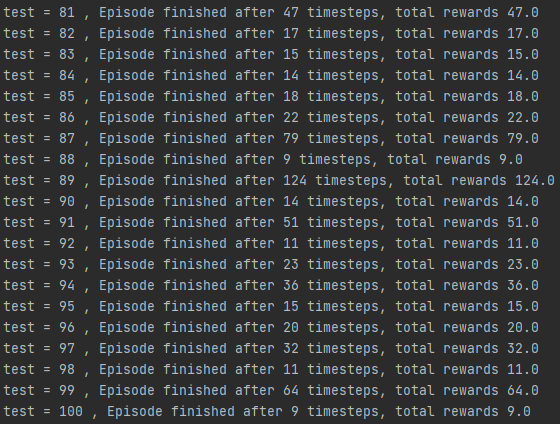 test = 81 , Episode finished after 47 timesteps, total rewards 47.0
test = 82 , Episode finished after 17 timesteps, total rewards 17.0
test = 83 , Episode finished after 15 timesteps, total rewards 15.0
test = 84 , Episode finished after 14 timesteps, total rewards 14.0
test = 85 , Episode finished after 18 timesteps, total rewards 18.0
test = 86 , Episode finished after 22 timesteps, total rewards 22.0
test = 87 , Episode finished after 79 timesteps, total rewards 79.0
test = 88 , Episode finished after 9 timesteps, total rewards 9.0
test = 89 , Episode finished after 124 timesteps, total rewards 124.0
test = 90 , Episode finished after 14 timesteps, total rewards 14.0
test = 91 , Episode finished after 51 timesteps, total rewards 51.0
test = 92 , Episode finished after 11 timesteps, total rewards 11.0
test = 93 , Episode finished after 23 timesteps, total rewards 23.0
test = 94 , Episode finished after 36 timesteps, total rewards 36.0
test = 95 , Episode finished after 15 timesteps, total rewards 15.0
test = 96 , Episode finished after 20 timesteps, total rewards 20.0
test = 97 , Episode finished after 32 timesteps, total rewards 32.0
test = 98 , Episode finished after 11 timesteps, total rewards 11.0
test = 99 , Episode finished after 64 timesteps, total rewards 64.0
test = 100 , Episode finished after 9 timesteps, total rewards 9.0